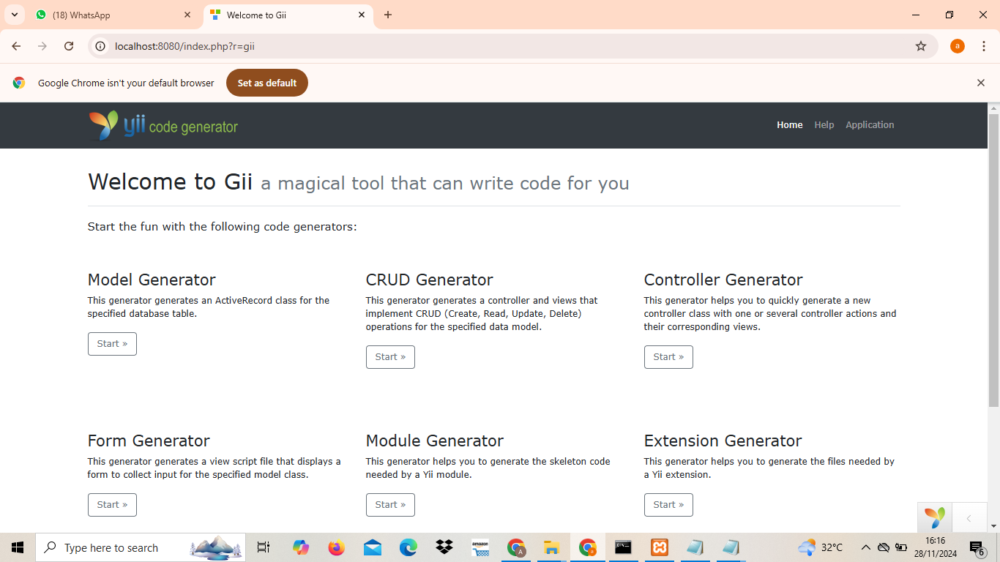 (18) WhatsApp
Welcome to Gii
localhost:8080/index.php?r=gii
a
Google Chrome isn't your default browser
Set as default
yii code generator
Home
Help
Application
Welcome to Gii a magical tool that can write code for you
Start the fun with the following code generators:
Model Generator
This generator generates an ActiveRecord class for the
specified database table.
Start »
CRUD Generator
This generator generates a controller and views that
implement CRUD (Create, Read, Update, Delete)
operations for the specified data model.
Start »
Controller Generator
This generator helps you to quickly generate a new
controller class with one or several controller actions and
their corresponding views.
Start »
Form Generator
This generator generates a view script file that displays a
form to collect input for the specified model class.
Start »
Module Generator
This generator helps you to generate the skeleton code
needed by a Yii module.
Start »
Extension Generator
This generator helps you to generate the files needed by
a Yii extension.
Start »
Type here to search
amazon
A
32°C
16:16
28/11/2024
6